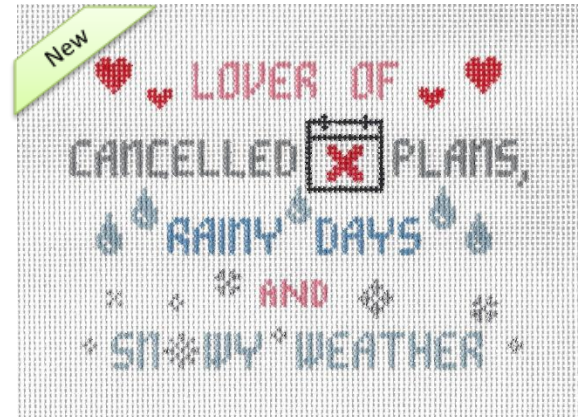 New
LOVER OF
CANCELLED PLANS,
RAINY DAYS
AND
SNOWY WEATHER